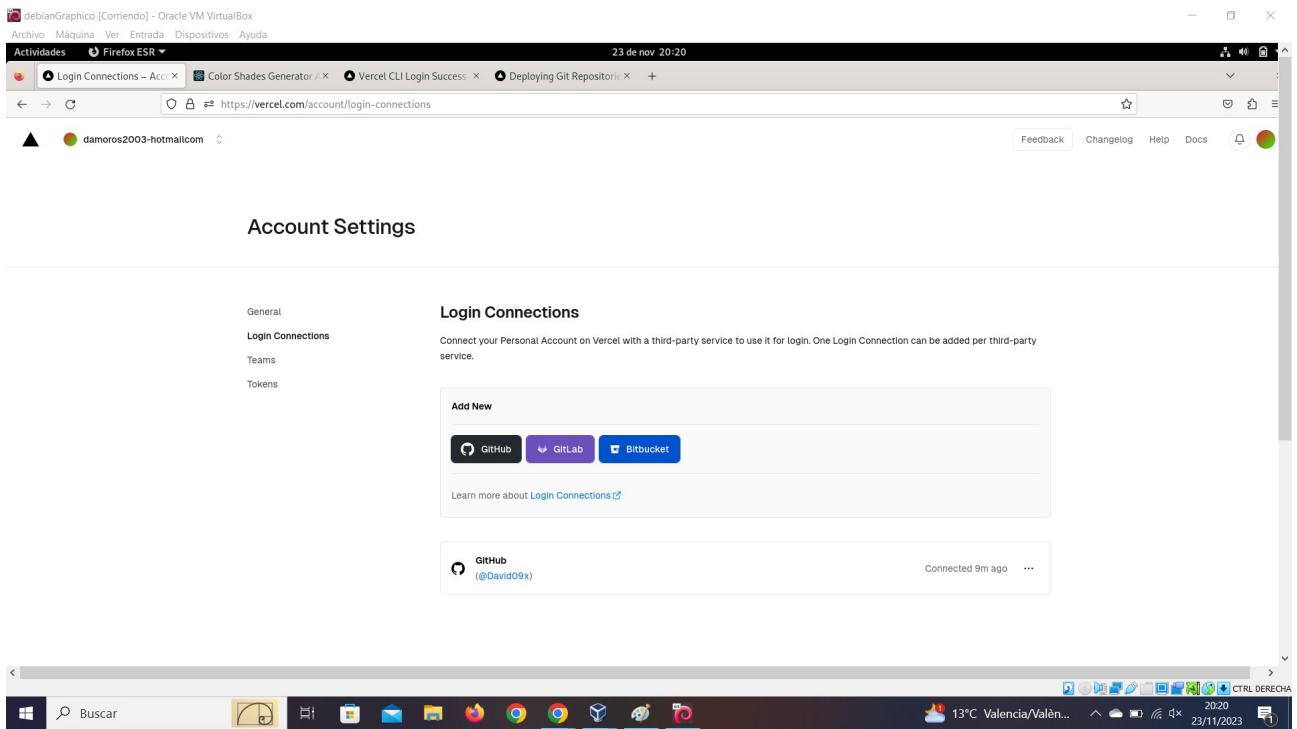 debianGraphico [Corriendo] - Oracle VM VirtualBox
Archivo Máquina Ver Entrada Dispositivos Ayuda
Actividades Firefox ESR 23 de nov 20:20
Login Connections – Acco Color Shades Generator Vercel CLI Login Success Deploying Git Repositorie
https://vercel.com/account/login-connections
damoros2003-hotmailcom Feedback Changelog Help Docs
Account Settings
General
Login Connections
Teams
Tokens
Login Connections
Connect your Personal Account on Vercel with a third-party service to use it for login. One Login Connection can be added per third-party
service.
Add New
GitHub GitLab Bitbucket
Learn more about Login Connections
GitHub
(@David09x)
Connected 9m ago
CTRL DERECHA
Buscar 13°C Valencia/Valèn... 20:20
23/11/2023